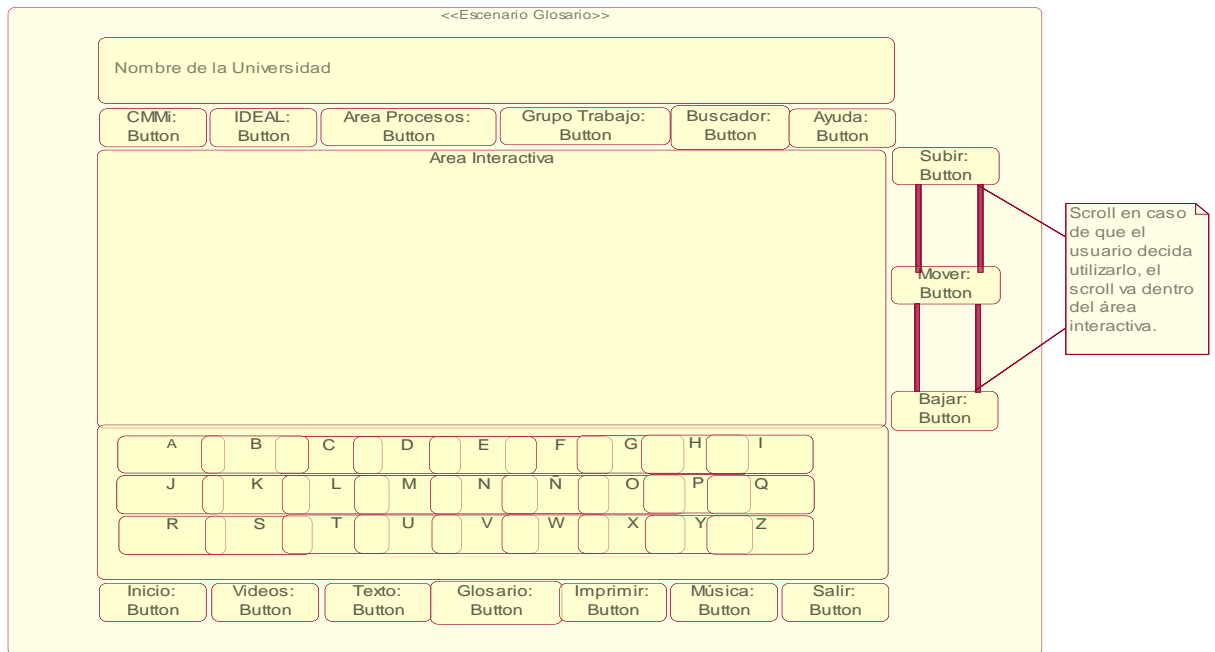 <<Escenario Glosario>>
Nombre de la Universidad
CMMi:
Button
IDEAL:
Button
Area Procesos:
Button
Grupo Trabajo:
Button
Buscador:
Button
Ayuda:
Button
Area Interactiva
Subir:
Button
Mover:
Button
Bajar:
Button
Scroll en caso
de que el
usuario decida
utilizarlo, el
scroll va dentro
del área
interactiva.
A B C D E F G H I
J K L M N Ñ O P Q
R S T U V W X Y Z
Inicio:
Button
Videos:
Button
Texto:
Button
Glosario:
Button
Imprimir:
Button
Música:
Button
Salir:
Button